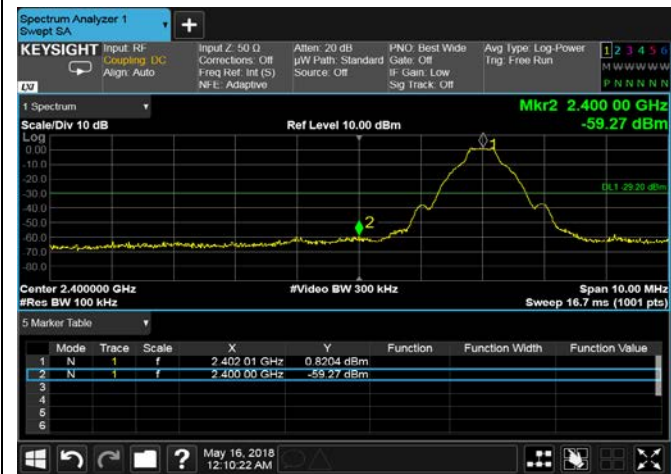 Spectrum Analyzer 1
Swept SA
KEYSIGHT
Input: RF
Coupling: DC
Align: Auto
Input Z: 50 Ω
Corrections: Off
Freq Ref: Int (S)
NFE: Adaptive
Atten: 20 dB
µW Path: Standard
Source: Off
PNO: Best Wide
Gate: Off
IF Gain: Low
Sig Track: Off
Avg Type: Log-Power
Trig: Free Run
1 2 3 4 5 6
M W W W W W
P N N N N N
LXI
1 Spectrum
Scale/Div 10 dB
Ref Level 10.00 dBm
Mkr2 2.400 00 GHz
-59.27 dBm
Log
0.00
-10.0
-20.0
-30.0
-40.0
-50.0
-60.0
-70.0
-80.0
1
2
DL1 -29.20 dBm
Center 2.400000 GHz
#Video BW 300 kHz
Span 10.00 MHz
#Res BW 100 kHz
Sweep 16.7 ms (1001 pts)
5 Marker Table
Mode Trace Scale X Y Function Function Width Function Value
1 N 1 f 2.402 01 GHz 0.8204 dBm
2 N 1 f 2.400 00 GHz -59.27 dBm
3
4
5
6
?
May 16, 2018
12:10:22 AM